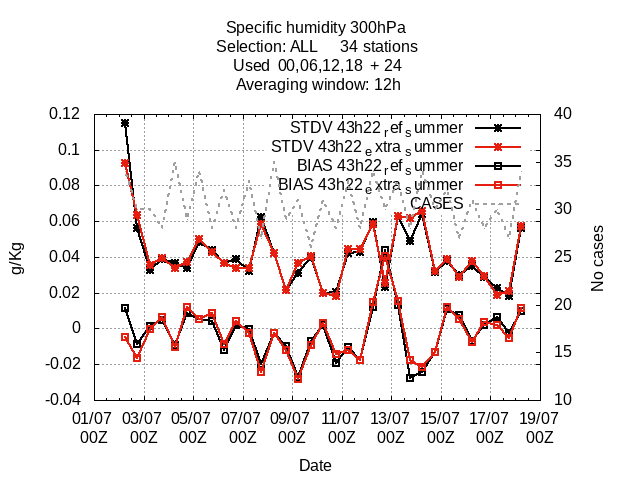 Specific humidity 300hPa
Selection: ALL 34 stations
Used 00,06,12,18 + 24
Averaging window: 12h
0.12
0.1
0.08
0.06
0.04
0.02
0
-0.02
-0.04
g/Kg
40
35
30
25
20
15
10
No cases
STDV 43h22refsummer
STDV 43h22extrasummer
BIAS 43h22refsummer
BIAS 43h22extrasummer
CASES
01/07 03/07 05/07 07/07 09/07 11/07 13/07 15/07 17/07 19/07
00Z 00Z 00Z 00Z 00Z 00Z 00Z 00Z 00Z 00Z
Date